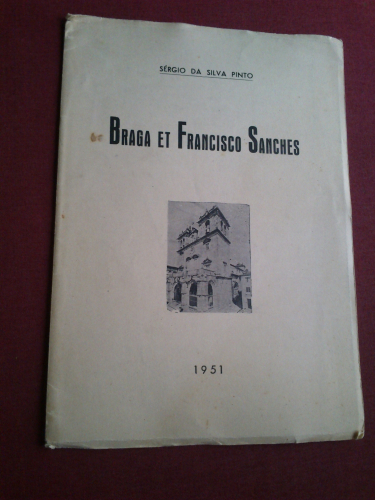 SÉRGIO DA SILVA PINTO
BRAGA ET FRANCISCO SANCHES
1951